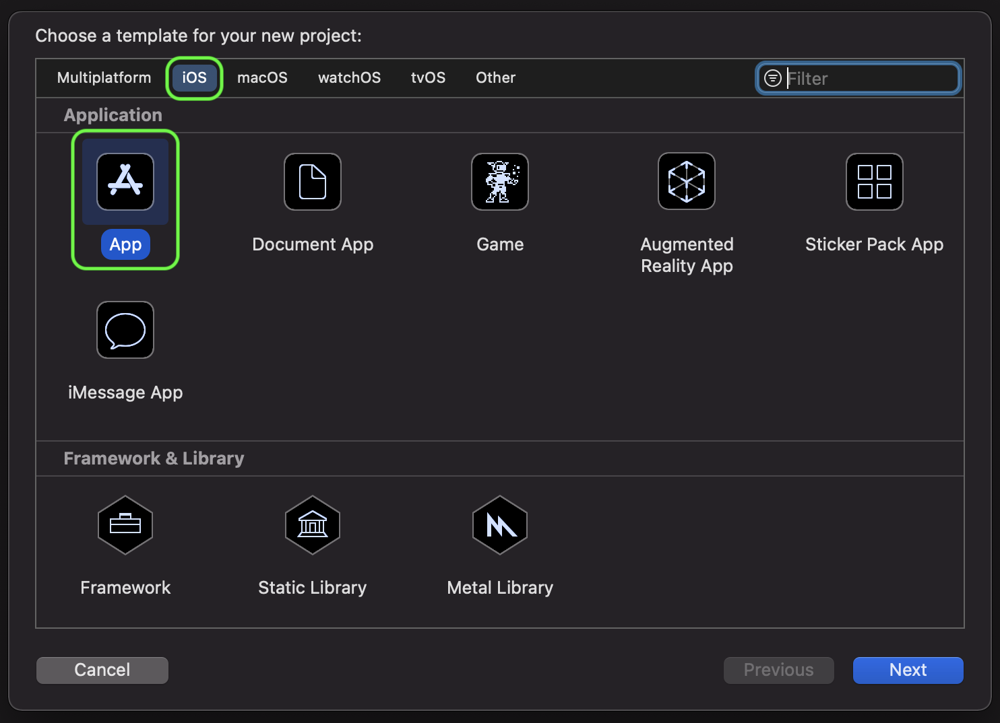 Choose a template for your new project:
Multiplatform iOS macOS watchOS tvOS Other Filter
Application
App Document App Game Augmented Reality App Sticker Pack App
iMessage App
Framework & Library
Framework Static Library Metal Library
Cancel Previous Next